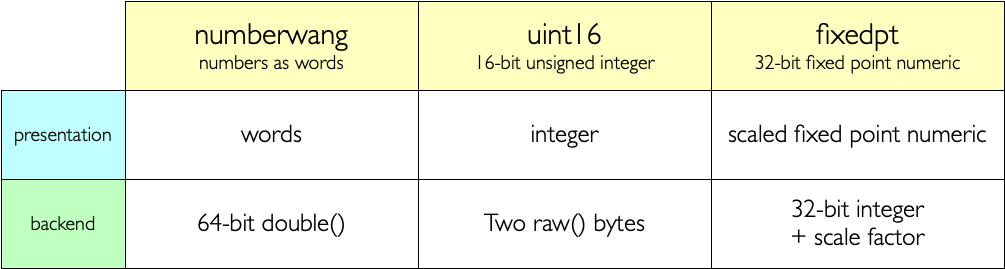 numberwang
numbers as words
uint16
16-bit unsigned integer
fixedpt
32-bit fixed point numeric
presentation
words
integer
scaled fixed point numeric
backend
64-bit double()
Two raw() bytes
32-bit integer
+ scale factor